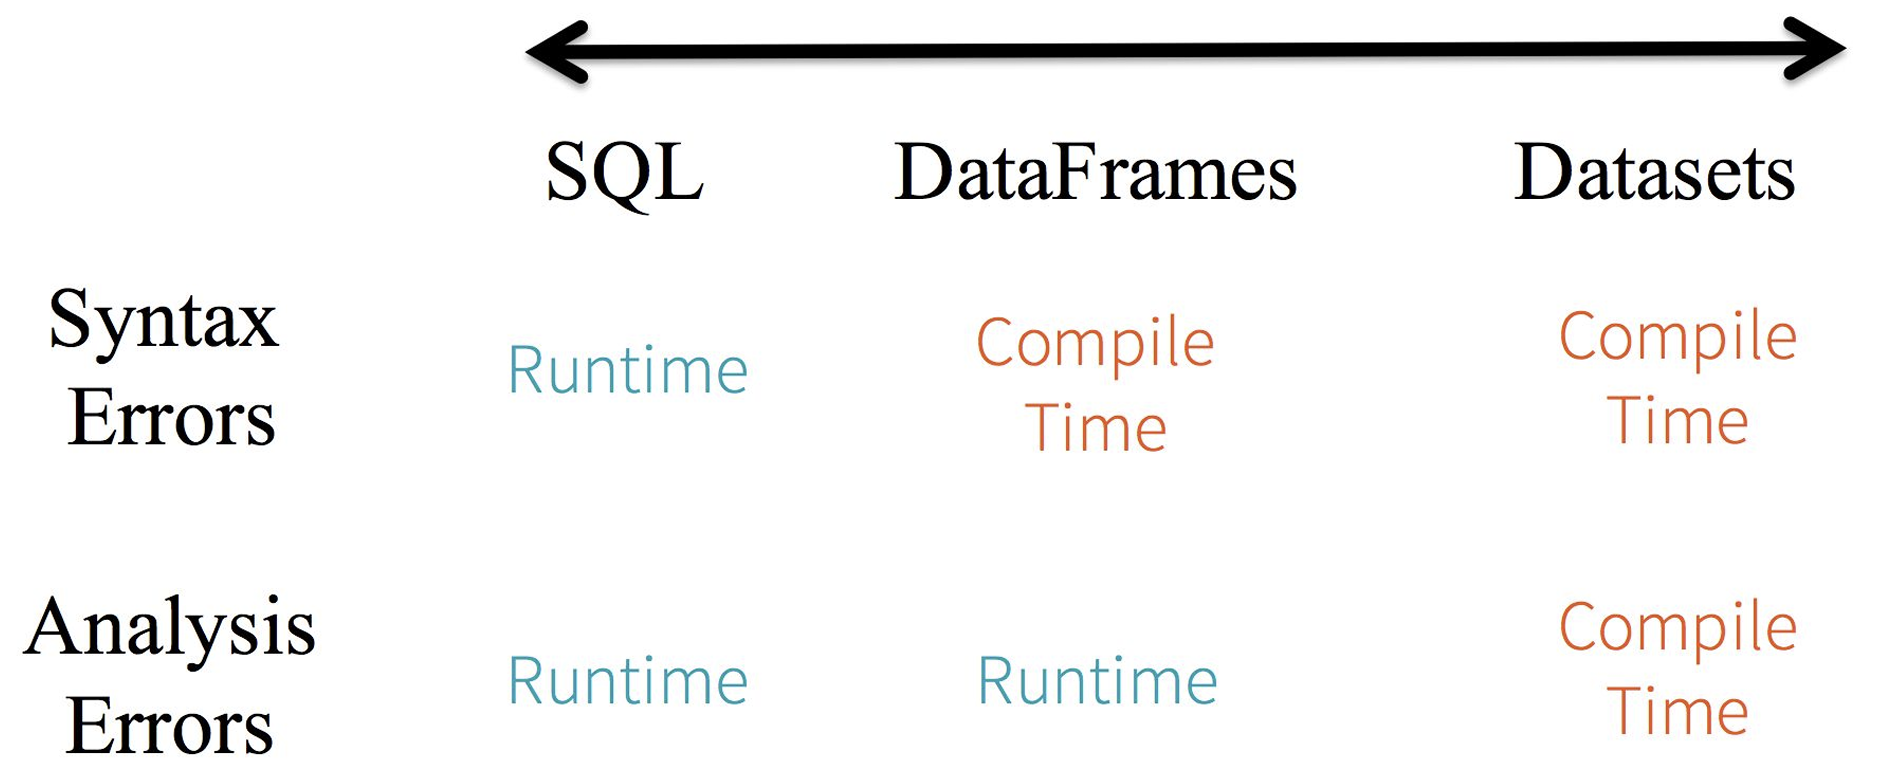 SQL DataFrames Datasets
Syntax
Errors
Runtime
Compile
Time
Compile
Time
Analysis
Errors
Runtime
Runtime
Compile
Time